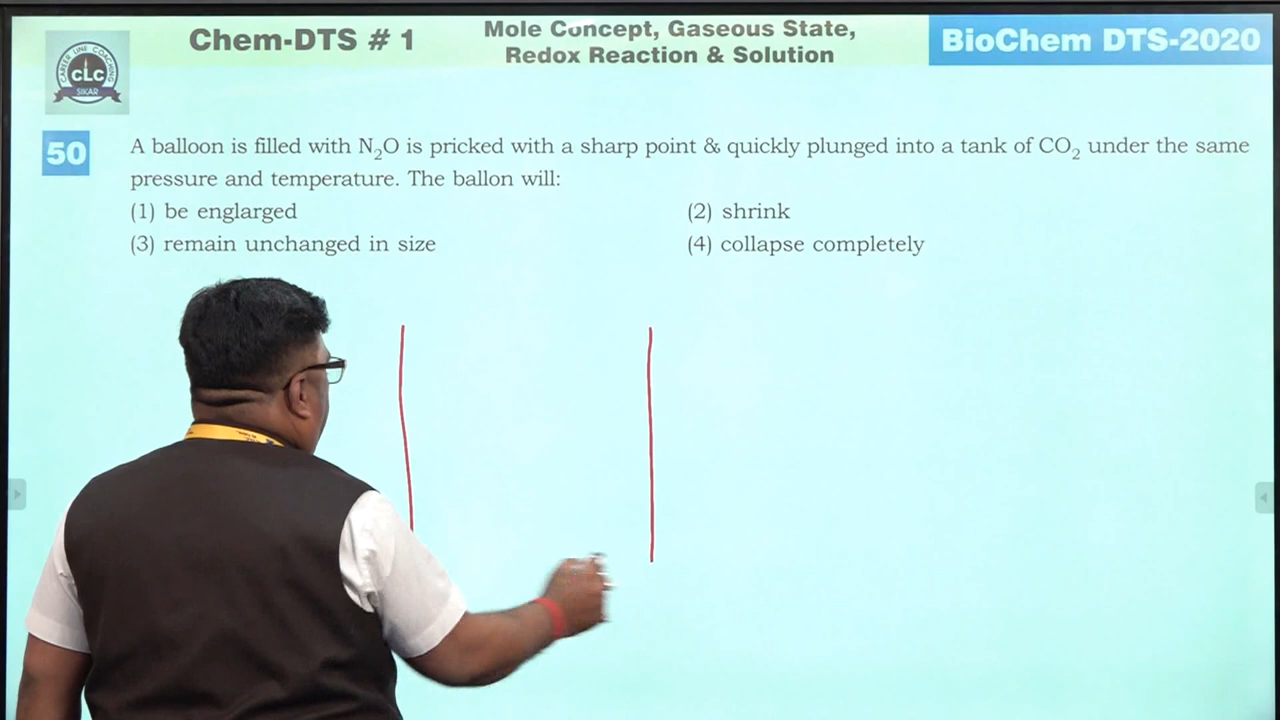 Chem-DTS # 1
Mole Concept, Gaseous State,
Redox Reaction & Solution
BioChem DTS-2020
CAREER LINE COACHING
CLC
SIKAR
50
A balloon is filled with N₂O is pricked with a sharp point & quickly plunged into a tank of CO₂ under the same
pressure and temperature. The ballon will:
(1) be englarged
(2) shrink
(3) remain unchanged in size
(4) collapse completely